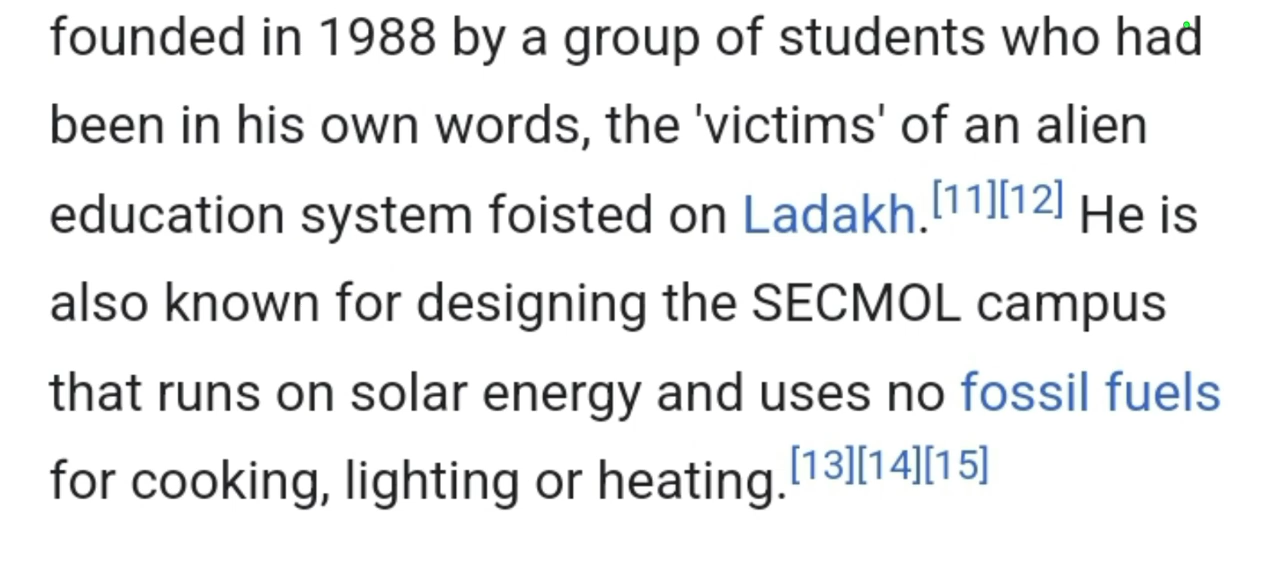 founded in 1988 by a group of students who had
been in his own words, the 'victims' of an alien
education system foisted on Ladakh.[11][12] He is
also known for designing the SECMOL campus
that runs on solar energy and uses no fossil fuels
for cooking, lighting or heating.[13][14][15]